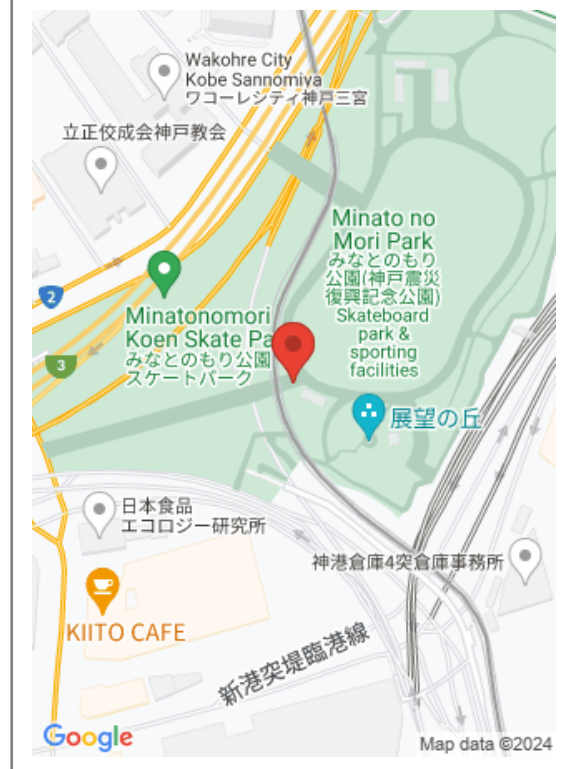 Wakohre City
Kobe Sannomiya
ワコーレシティ神戸三宮
立正佼成会神戸教会
Minato no
Mori Park
みなとのもり
公園(神戸震災
復興記念公園)
Skateboard
park &
sporting
facilities
2
Minatonomori
Koen Skate Pa
みなとのもり公園
スケートパーク
3
展望の丘
日本食品
エコロジー研究所
神港倉庫4突倉庫事務所
KIITO CAFE
新港突堤臨港線
Google
Map data ©2024